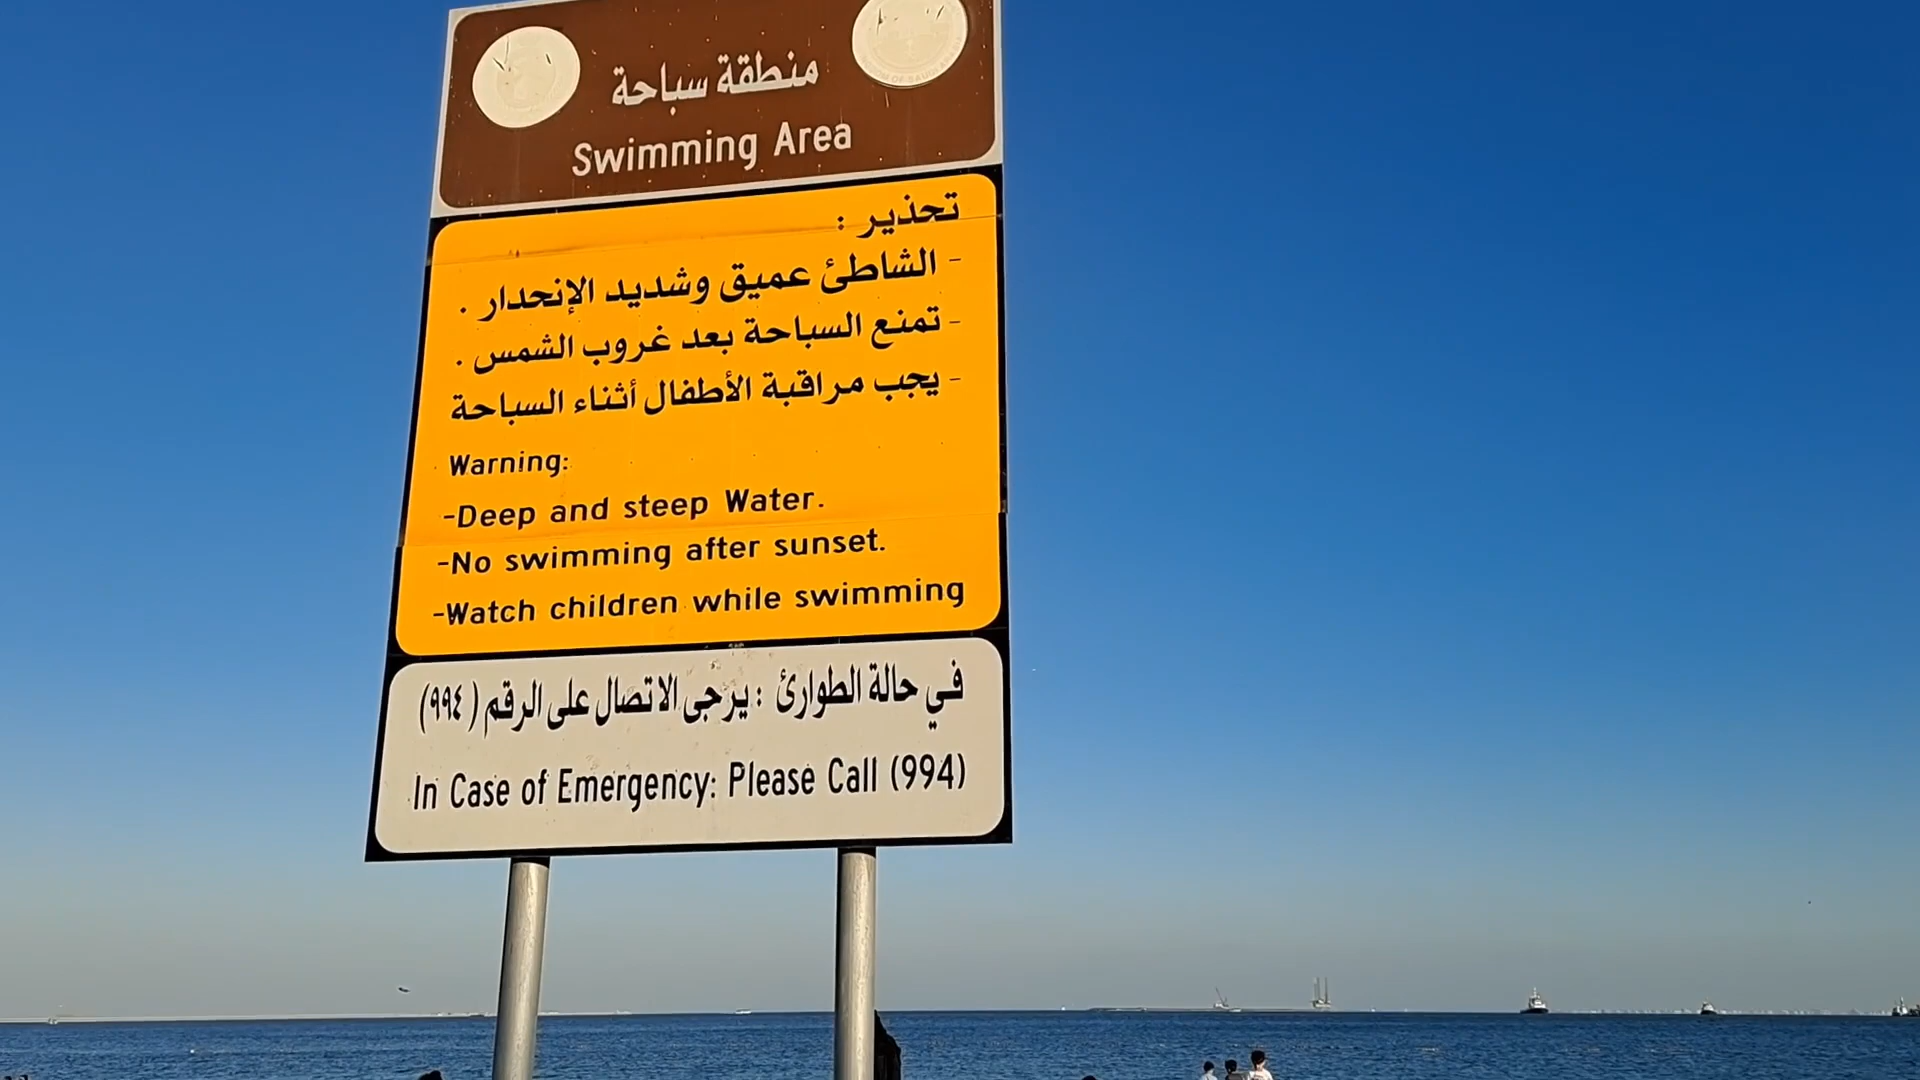 منطقة سباحة
Swimming Area
تحذير :
- الشاطئ عميق وشديد الإنحدار .
- تمنع السباحة بعد غروب الشمس .
- يجب مراقبة الأطفال أثناء السباحة
Warning:
-Deep and steep Water.
-No swimming after sunset.
-Watch children while swimming
في حالة الطوارئ : يرجى الاتصال على الرقم (٩٩٤)
In Case of Emergency: Please Call (994)